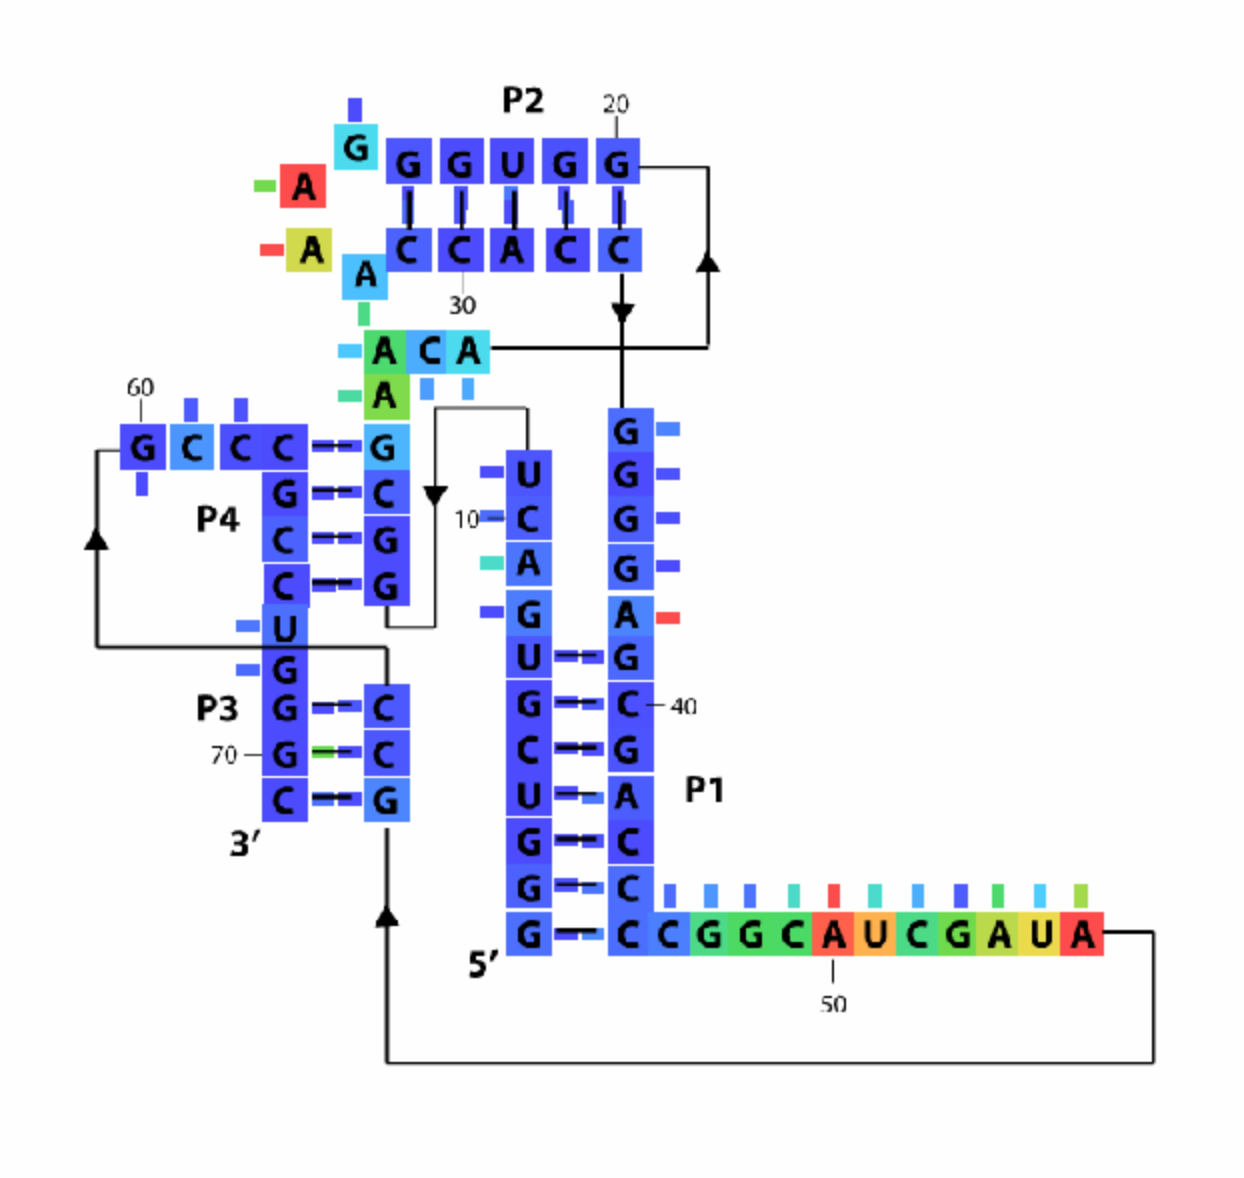 P2 20
G G G U G G
A
A A C C A C C
30
A C A
60 A
G C C C G G
G C U G
P4 C G 10 C G
C G A G
U G A
G U G
P3 G C G C 40
70 G C C G
C G U A P1
3′ G C
G C
5′ G C C G G C A U C G A U A
50